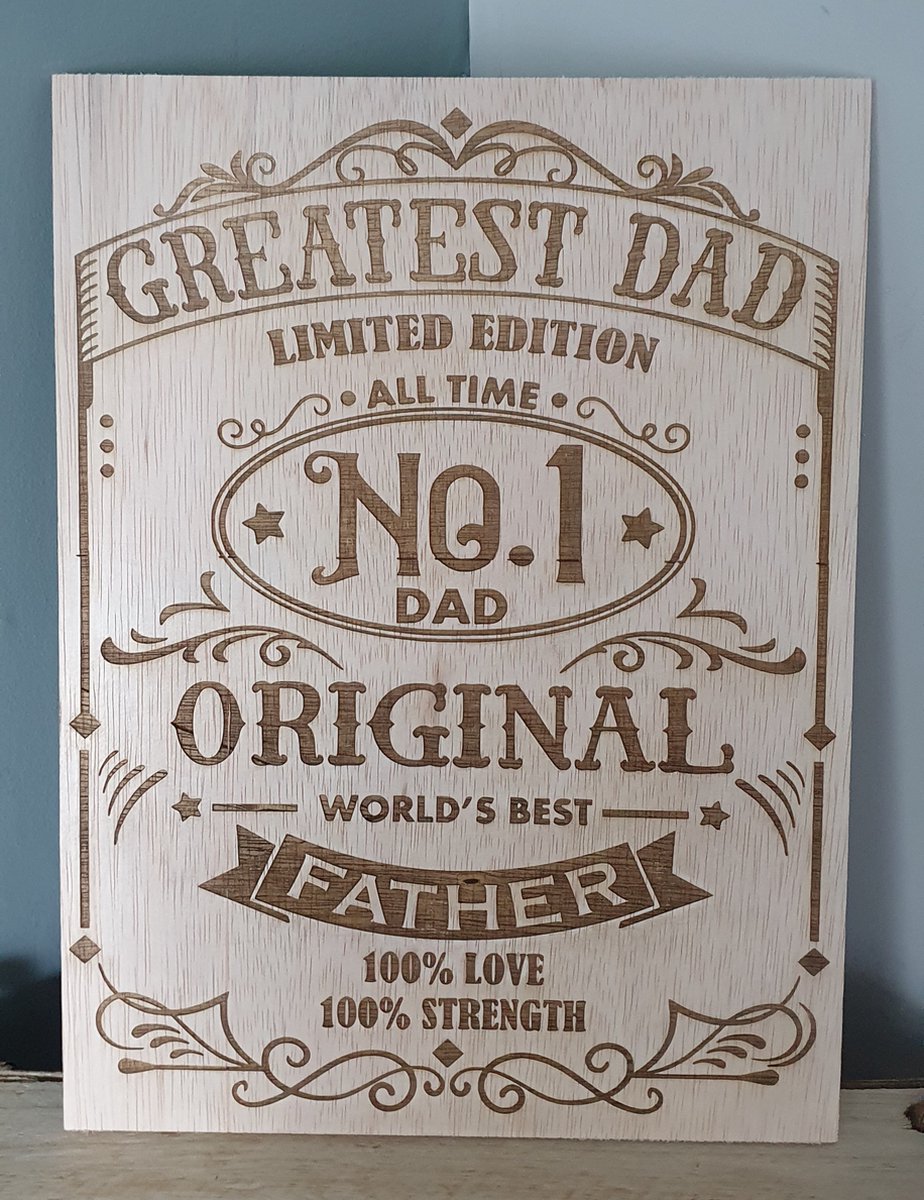 GREATEST DAD
LIMITED EDITION
• ALL TIME •
NO.1
DAD
ORIGINAL
WORLD'S BEST
FATHER
100% LOVE
100% STRENGTH